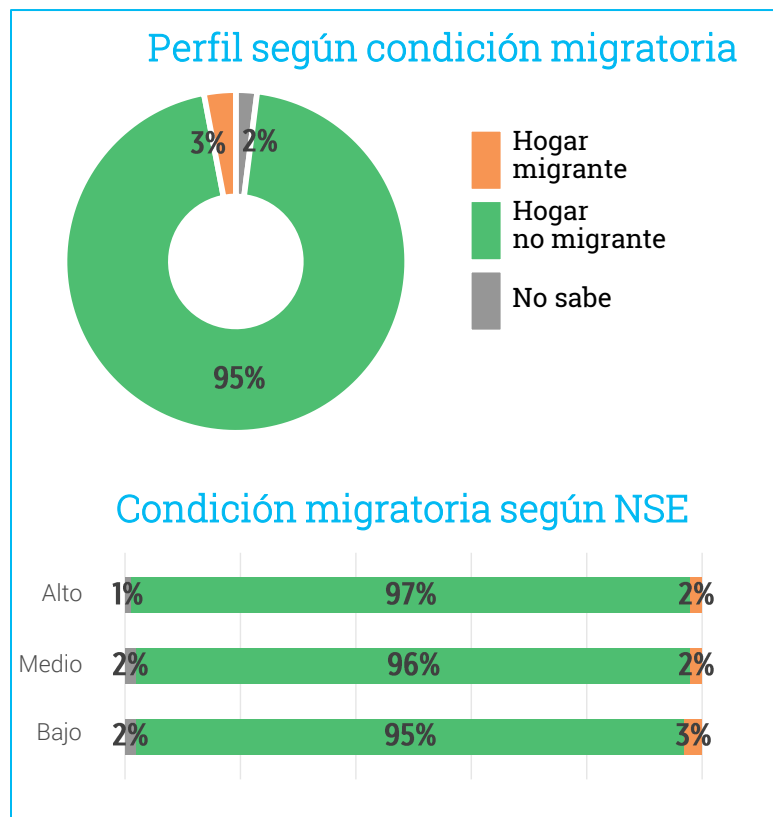 Perfil según condición migratoria
3%
2%
95%
Hogar
migrante
Hogar
no migrante
No sabe
Condición migratoria según NSE
Alto 1% 97% 2%
Medio 2% 96% 2%
Bajo 2% 95% 3%